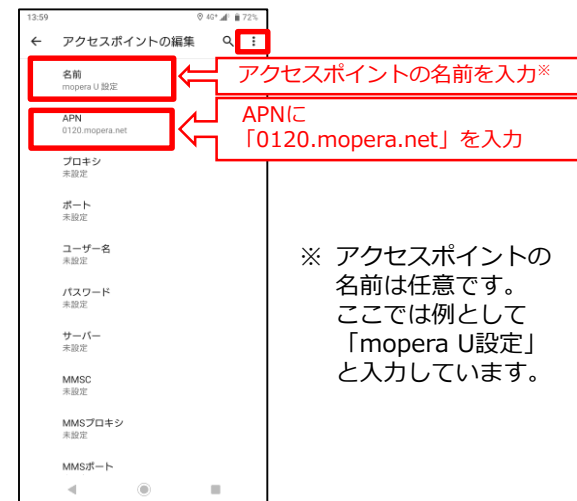 13:59
4G+ 72%
アクセスポイントの編集
名前
mopera U 設定
アクセスポイントの名前を入力※
APN
0120.mopera.net
APNに
「0120.mopera.net」を入力
プロキシ
未設定
ポート
未設定
ユーザー名
未設定
パスワード
未設定
サーバー
未設定
MMSC
未設定
MMSプロキシ
未設定
MMSポート
※ アクセスポイントの
名前は任意です。
ここでは例として
「mopera U設定」
と入力しています。